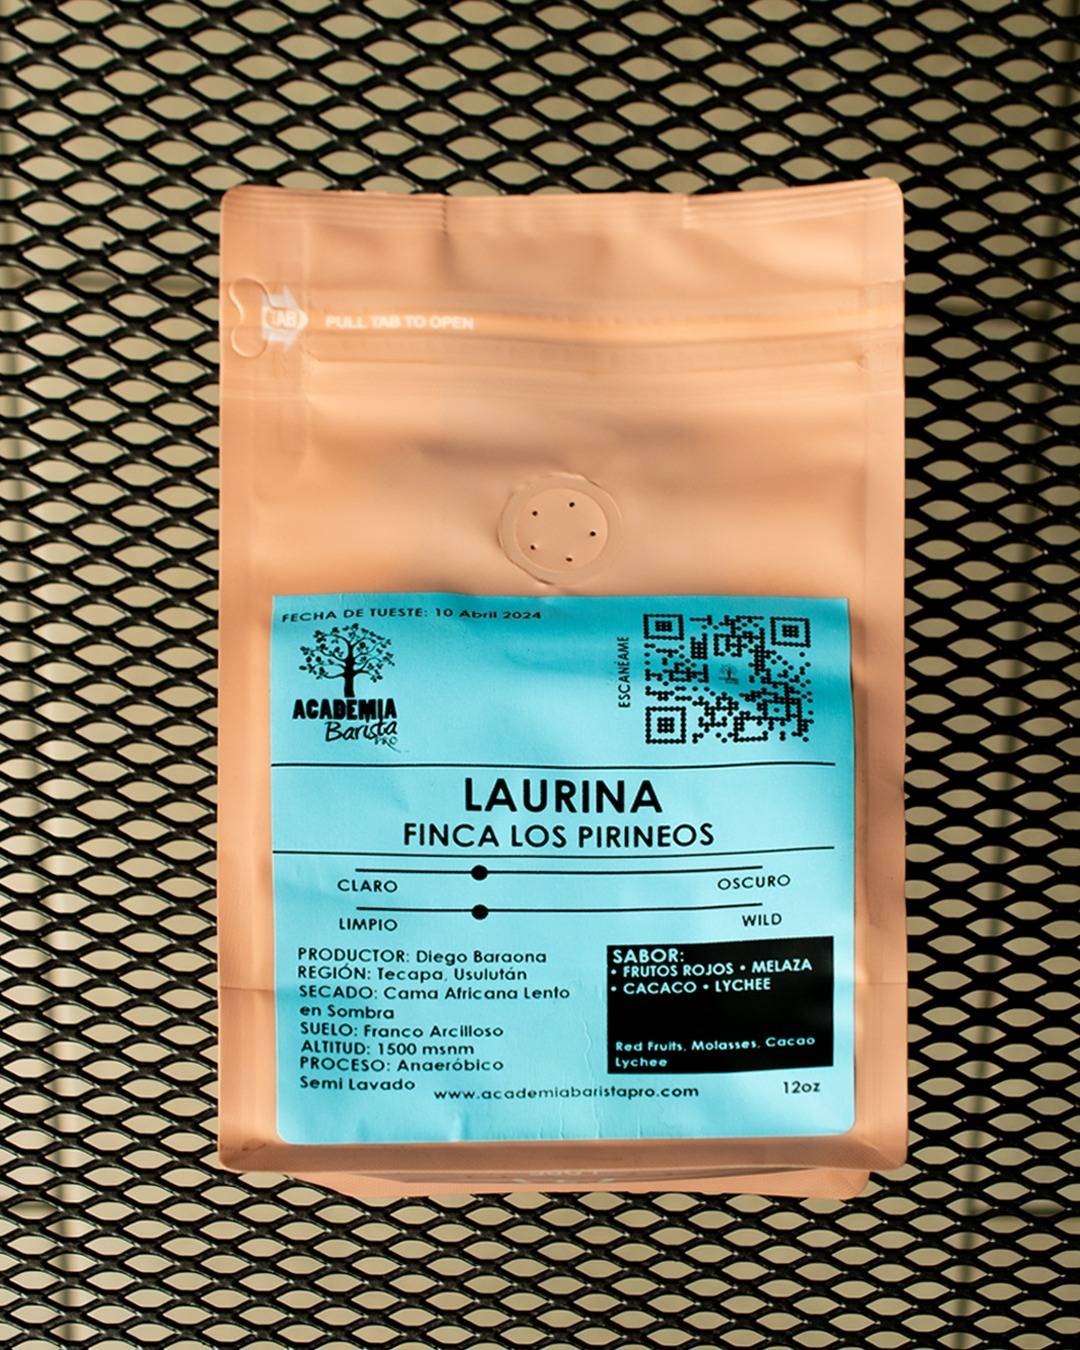 TAB
PULL TAB TO OPEN
FECHA DE TUESTE: 10 Abril 2024
ACADEMIA
Barista
PRO
ESCANÉAME
LAURINA
FINCA LOS PIRINEOS
CLARO OSCURO
LIMPIO WILD
PRODUCTOR: Diego Baraona
REGIÓN: Tecapa, Usulután
SECADO: Cama Africana Lento
en Sombra
SUELO: Franco Arcilloso
ALTITUD: 1500 msnm
PROCESO: Anaeróbico
Semi Lavado
SABOR:
• FRUTOS ROJOS • MELAZA
• CACACO • LYCHEE
Red Fruits, Molasses, Cacao
Lychee
www.academiabaristapro.com
12oz